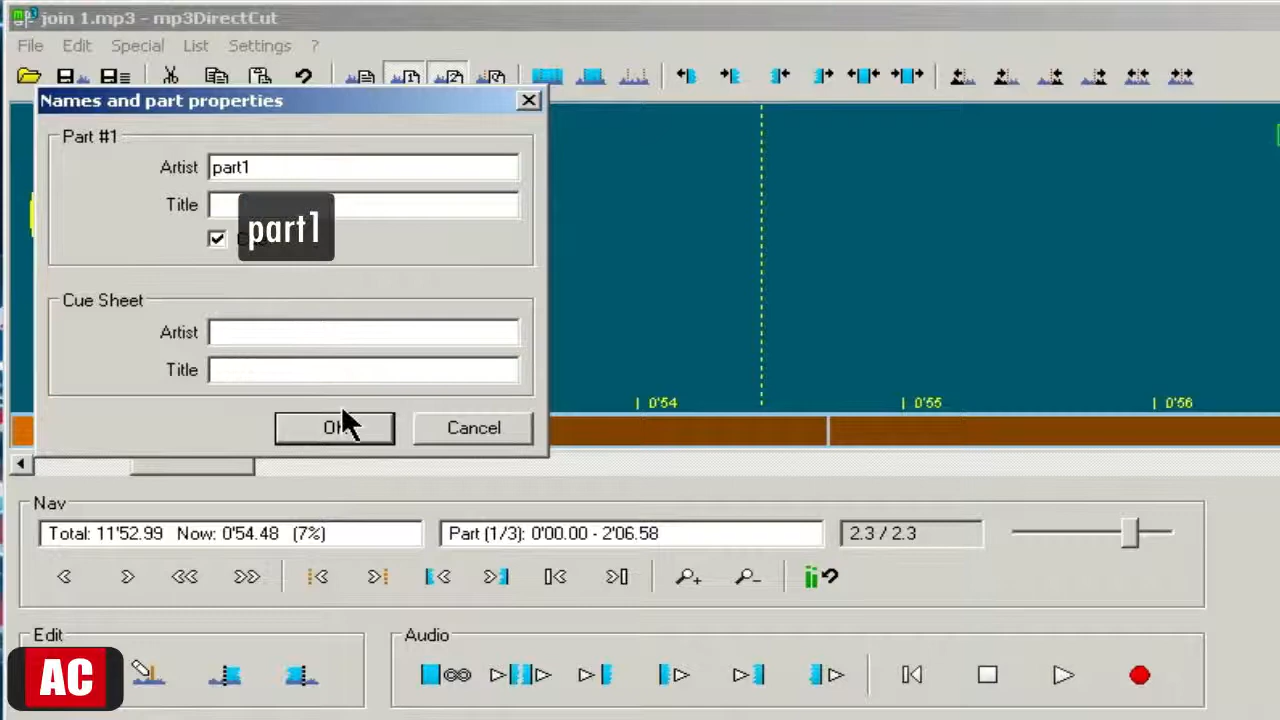 join 1.mp3 - mp3DirectCut
File Edit Special List Settings ?
Names and part properties
Part #1
Artist part1
Title
part1
Cue Sheet
Artist
Title
OK Cancel
0'54 0'55 0'56
Nav
Total: 11'52.99 Now: 0'54.48 (7%) Part (1/3): 0'00.00 - 2'06.58 2.3 / 2.3
Edit Audio
AC